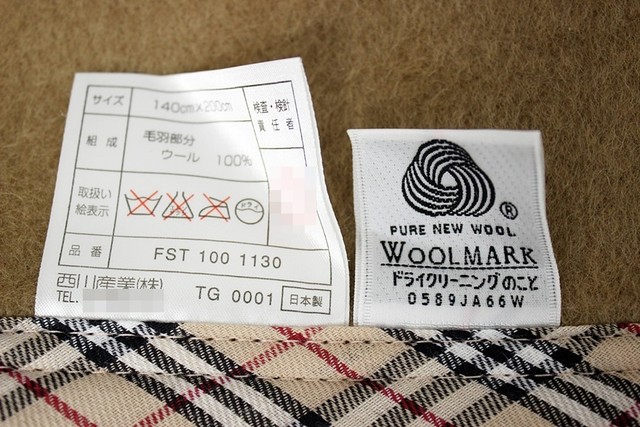 サイズ 140cm×200cm 検査・検針責任者
組成 毛羽部分
ウール 100%
取扱い
絵表示 ドライ
品番 FST 100 1130
西川産業(株)
TEL. TG 0001 日本製
®
PURE NEW WOOL
WOOLMARK
ドライクリーニングのこと
0589JA66W